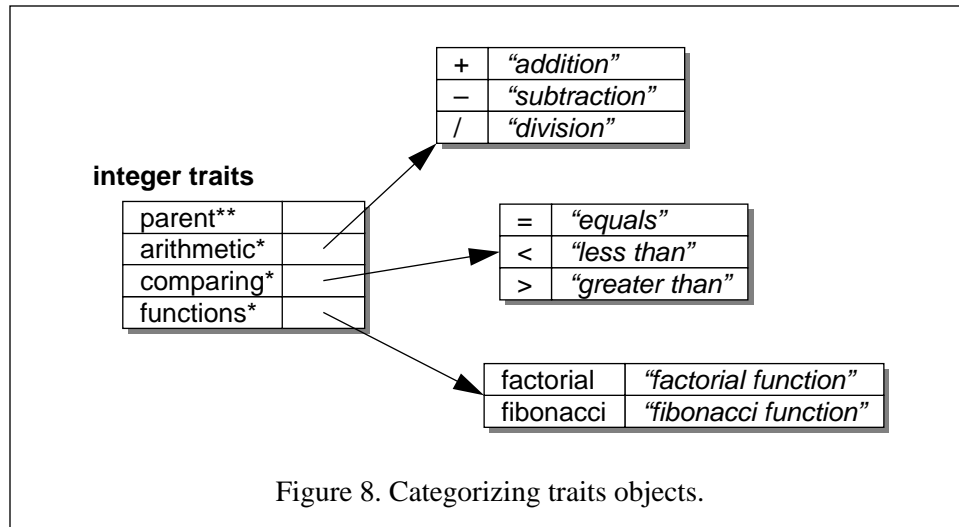 + “addition”
– “subtraction”
/ “division”
integer traits
parent**
arithmetic*
comparing*
functions*
= “equals”
< “less than”
> “greater than”
factorial “factorial function”
fibonacci “fibonacci function”
Figure 8. Categorizing traits objects.